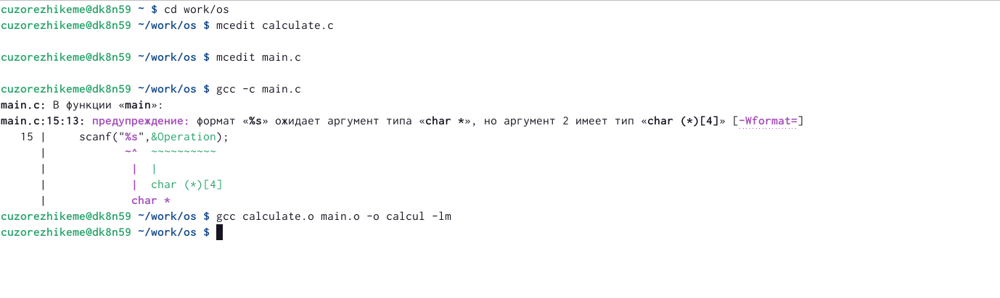 cuzorezhikeme@dk8n59 ~ $ cd work/os
cuzorezhikeme@dk8n59 ~/work/os $ mcedit calculate.c
cuzorezhikeme@dk8n59 ~/work/os $ mcedit main.c
cuzorezhikeme@dk8n59 ~/work/os $ gcc -c main.c
main.c: В функции «main»:
main.c:15:13: предупреждение: формат «%s» ожидает аргумент типа «char *», но аргумент 2 имеет тип «char (*)[4]» [-Wformat=]
   15 |     scanf("%s",&Operation);
      |            ~^  ~~~~~~~~~~
      |             |  |
      |             |  char (*)[4]
      |             char *
cuzorezhikeme@dk8n59 ~/work/os $ gcc calculate.o main.o -o calcul -lm
cuzorezhikeme@dk8n59 ~/work/os $